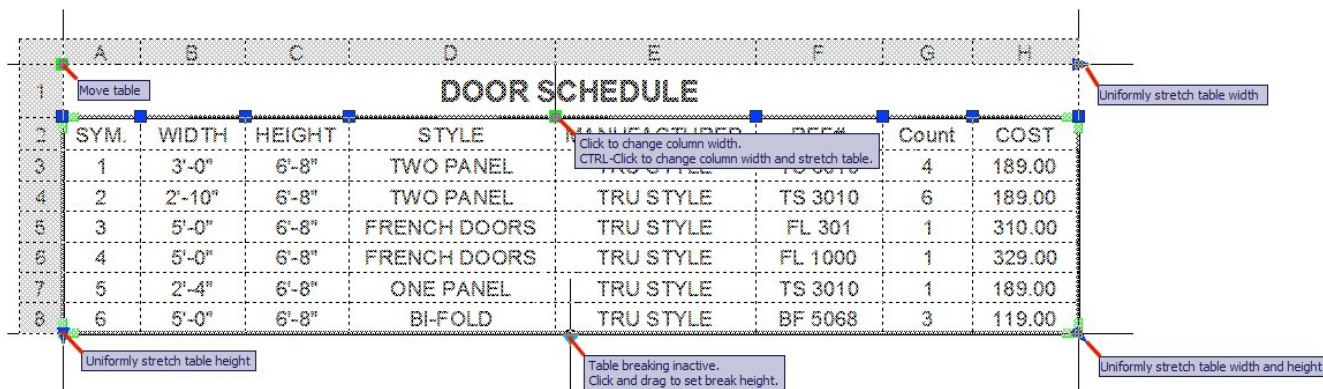 A B C D E F G H
1 Move table DOOR SCHEDULE Uniformly stretch table width
2 SYM. WIDTH HEIGHT STYLE MANUFACTURER REF# Count COST
Click to change column width.
CTRL-Click to change column width and stretch table.
3 1 3'-0" 6'-8" TWO PANEL TRU STYLE 4 189.00
4 2 2'-10" 6'-8" TWO PANEL TRU STYLE TS 3010 6 189.00
5 3 5'-0" 6'-8" FRENCH DOORS TRU STYLE FL 301 1 310.00
6 4 5'-0" 6'-8" FRENCH DOORS TRU STYLE FL 1000 1 329.00
7 5 2'-4" 6'-8" ONE PANEL TRU STYLE TS 3010 1 189.00
8 6 5'-0" 6'-8" BI-FOLD TRU STYLE BF 5068 3 119.00
Uniformly stretch table height
Table breaking inactive.
Click and drag to set break height.
Uniformly stretch table width and height